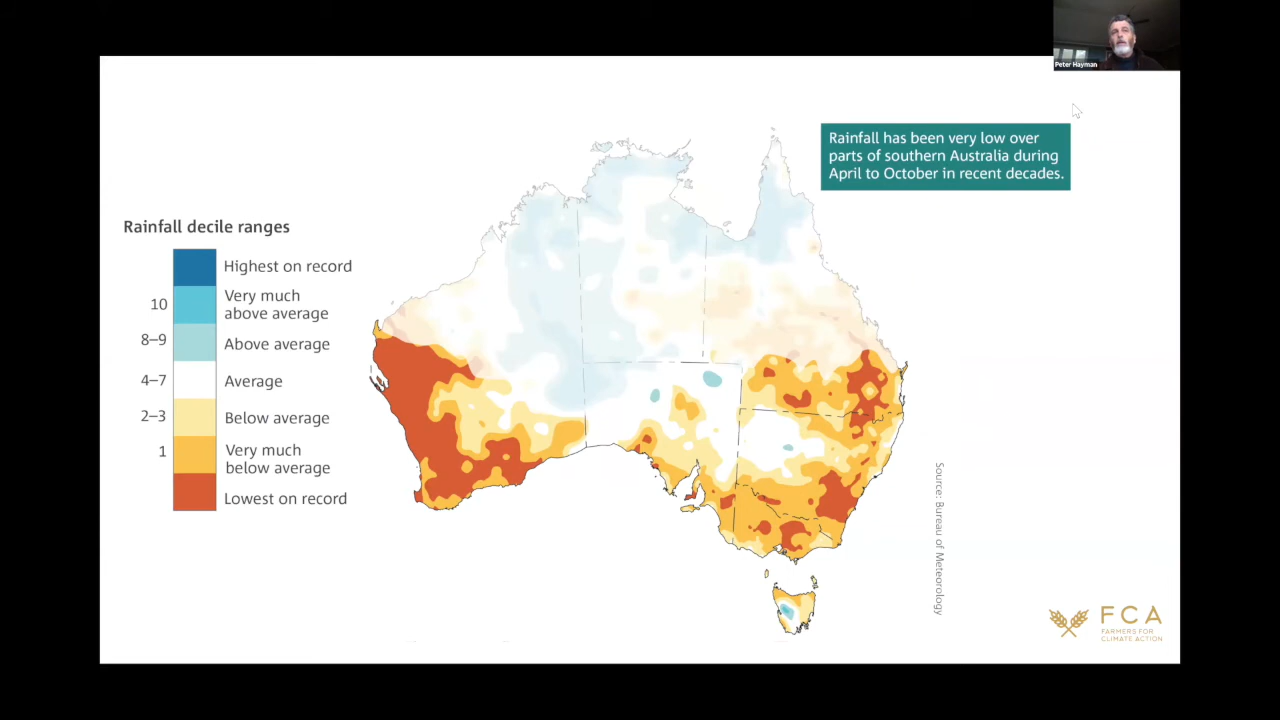 Peter Hayman
Rainfall has been very low over
parts of southern Australia during
April to October in recent decades.
Rainfall decile ranges
Highest on record
10 Very much
above average
8–9 Above average
4–7 Average
2–3 Below average
1 Very much
below average
Lowest on record
Source: Bureau of Meteorology
FCA
FARMERS FOR
CLIMATE ACTION